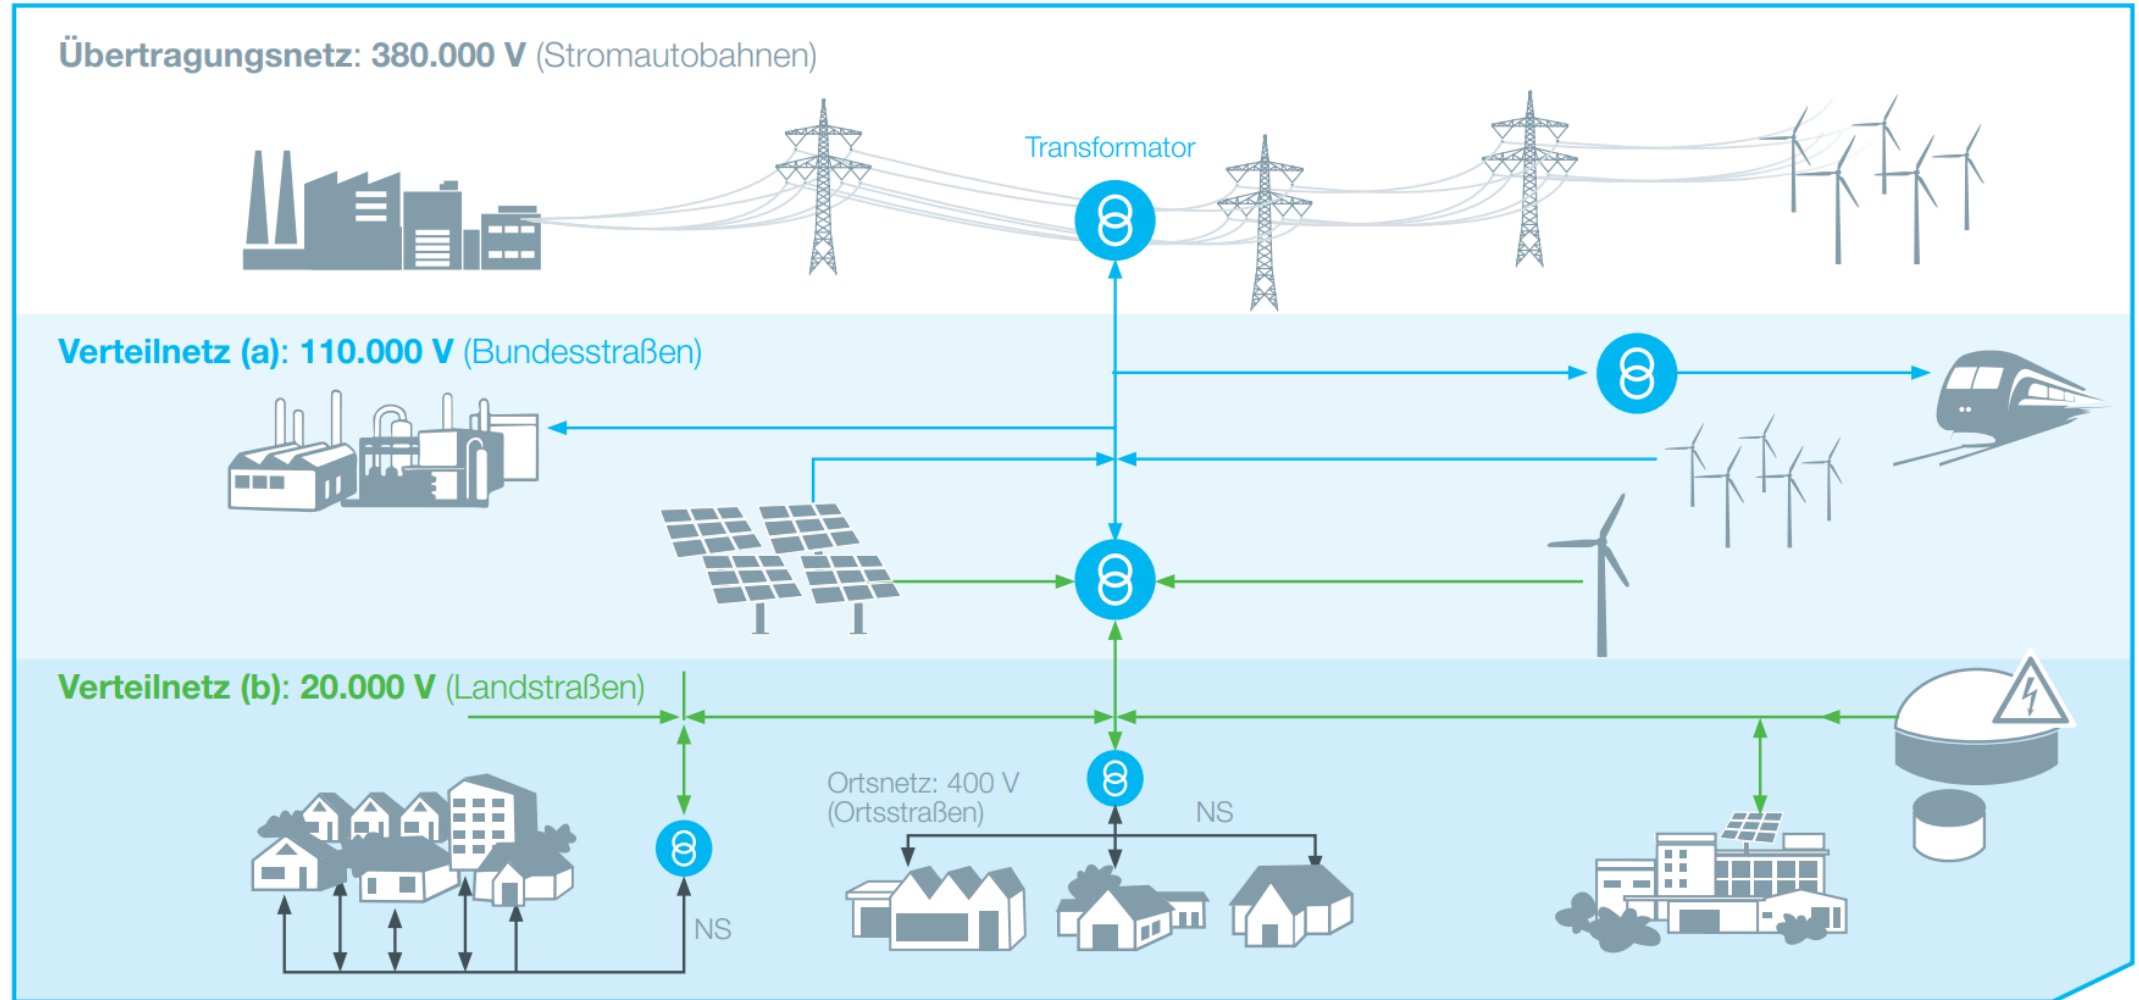 Übertragungsnetz: 380.000 V (Stromautobahnen)
Transformator
Verteilnetz (a): 110.000 V (Bundesstraßen)
Verteilnetz (b): 20.000 V (Landstraßen)
Ortsnetz: 400 V
(Ortsstraßen)
NS
NS